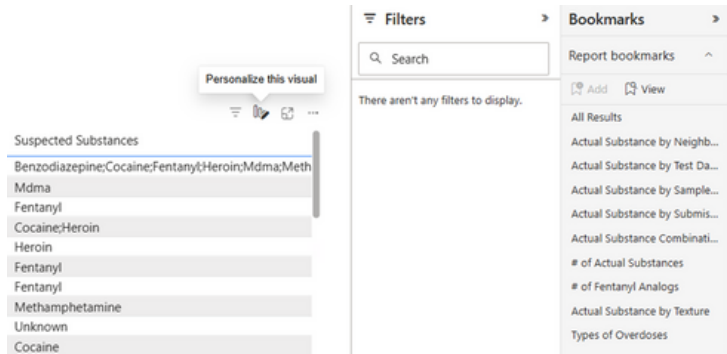 Personalize this visual
Suspected Substances
Benzodiazepine;Cocaine;Fentanyl;Heroin;Mdma;Meth
Mdma
Fentanyl
Cocaine;Heroin
Heroin
Fentanyl
Fentanyl
Methamphetamine
Unknown
Cocaine
Filters
Search
There aren't any filters to display.
Bookmarks
Report bookmarks
Add View
All Results
Actual Substance by Neighb...
Actual Substance by Test Da...
Actual Substance by Sample...
Actual Substance by Submis...
Actual Substance Combinati...
# of Actual Substances
# of Fentanyl Analogs
Actual Substance by Texture
Types of Overdoses